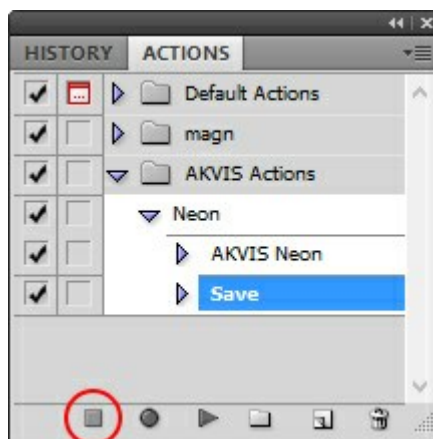 HISTORY ACTIONS
Default Actions
magn
AKVIS Actions
Neon
AKVIS Neon
Save